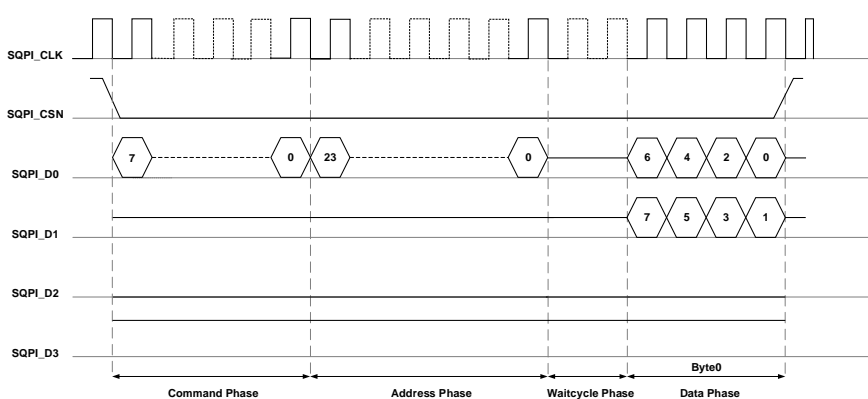 SQPI_CLK
SQPI_CSN
7 0 23 0 6 4 2 0
SQPI_D0
7 5 3 1
SQPI_D1
SQPI_D2
SQPI_D3
Byte0
Command Phase Address Phase Waitcycle Phase Data Phase